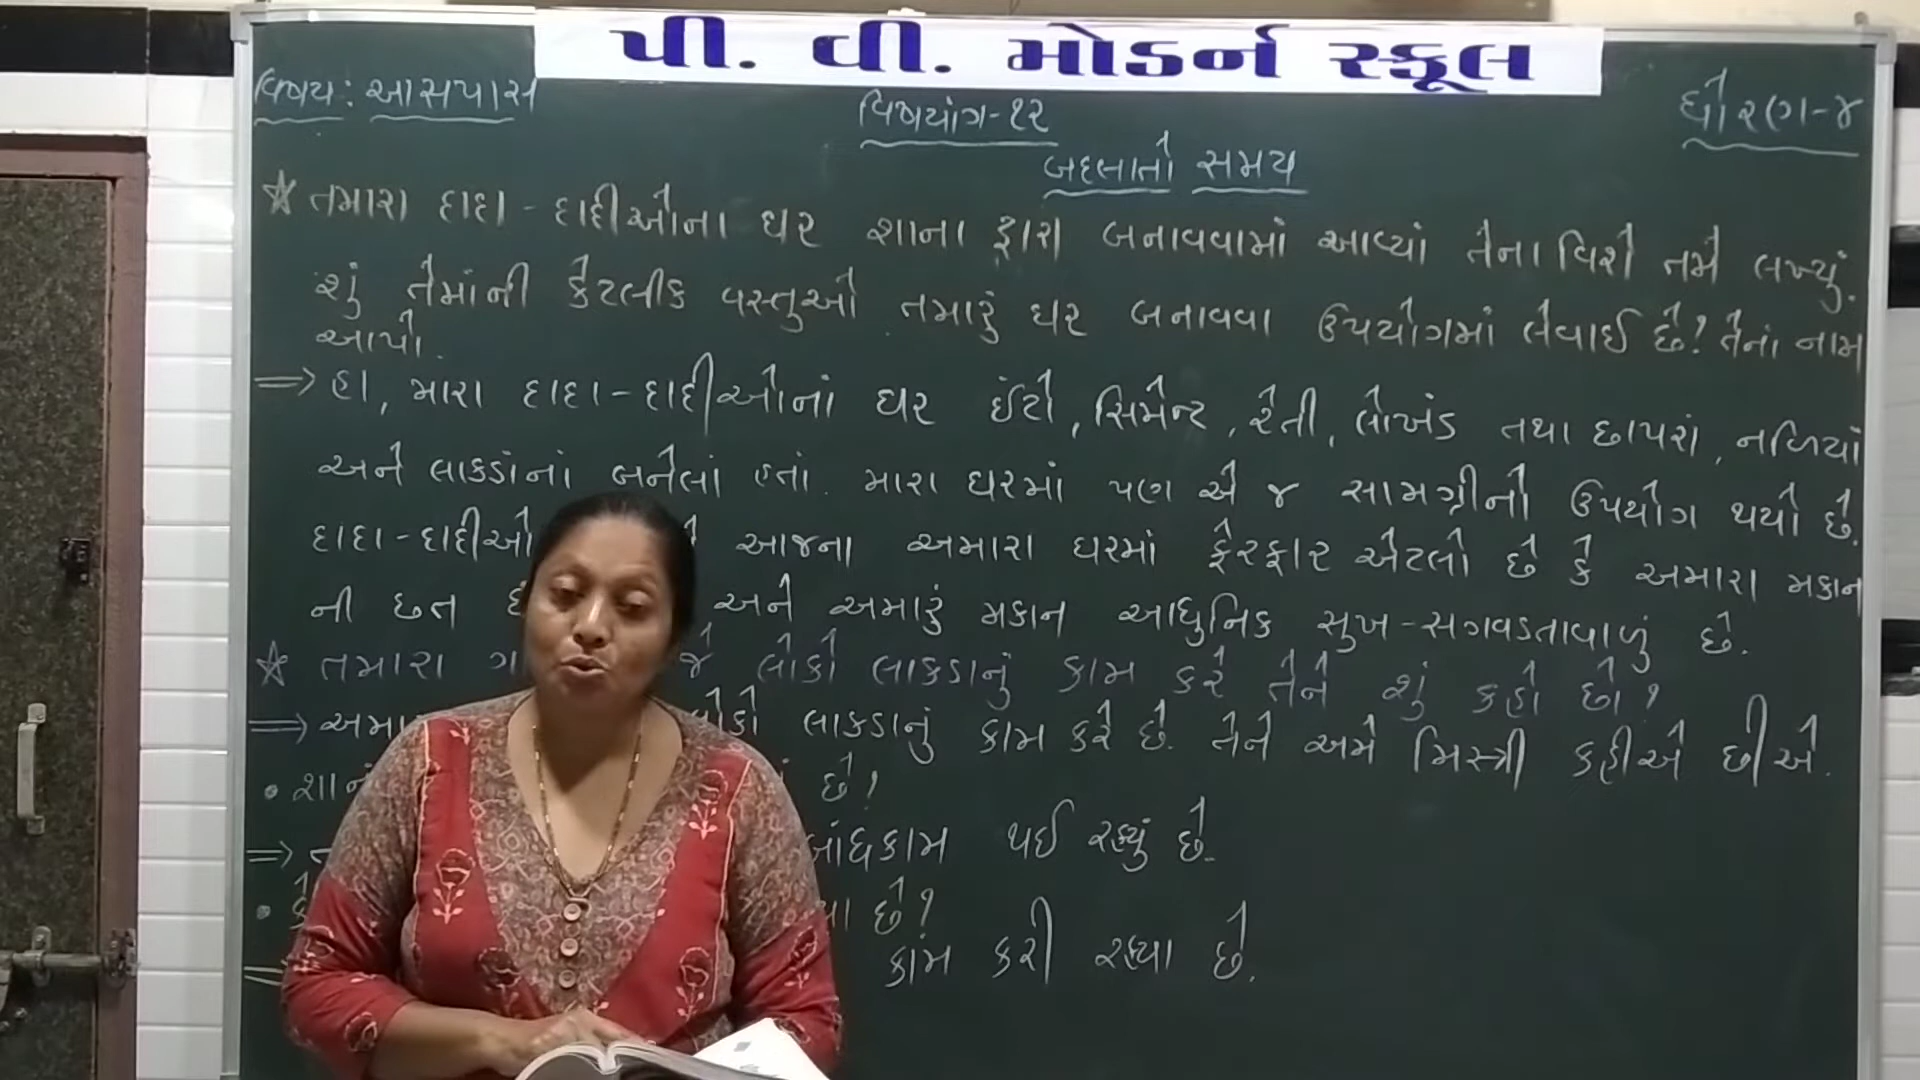 પી. વી. મોડર્ન સ્કૂલ
વિષય: આસપાસ
વિષયાંગ-૧૨
ધોરણ-૪
બદલાતો સમય
☆ તમારા દાદા-દાદીઓના ઘર શાના દ્વારા બનાવવામાં આવ્યાં તેના વિશે તમે લખ્યું.
શું તેમાંની કેટલીક વસ્તુઓ તમારું ઘર બનાવવા ઉપયોગમાં લેવાઈ છે? તેનાં નામ
આપો.
=> હા, મારા દાદા-દાદીઓનાં ઘર ઈંટો, સિમેન્ટ, રેતી, લોખંડ તથા છાપરાં, નળિયાં
અને લાકડાંનાં બનેલાં હતાં. મારા ઘરમાં પણ એ જ સામગ્રીનો ઉપયોગ થયો છે.
દાદા-દાદીઓ આજના અમારા ઘરમાં ફેરફાર એટલો છે કે અમારા મકાન
ની છત અને અમારું મકાન આધુનિક સુખ-સગવડતાવાળું છે.
☆ તમારા જે લોકો લાકડાનું કામ કરે તેને શું કહો છો?
=> લોકો લાકડાનું કામ કરે છે. તેને અમે મિસ્ત્રી કહીએ છીએ.
• છે?
=> બાંધકામ થઈ રહ્યું છે.
• છે?
=> કામ કરી રહ્યા છે.